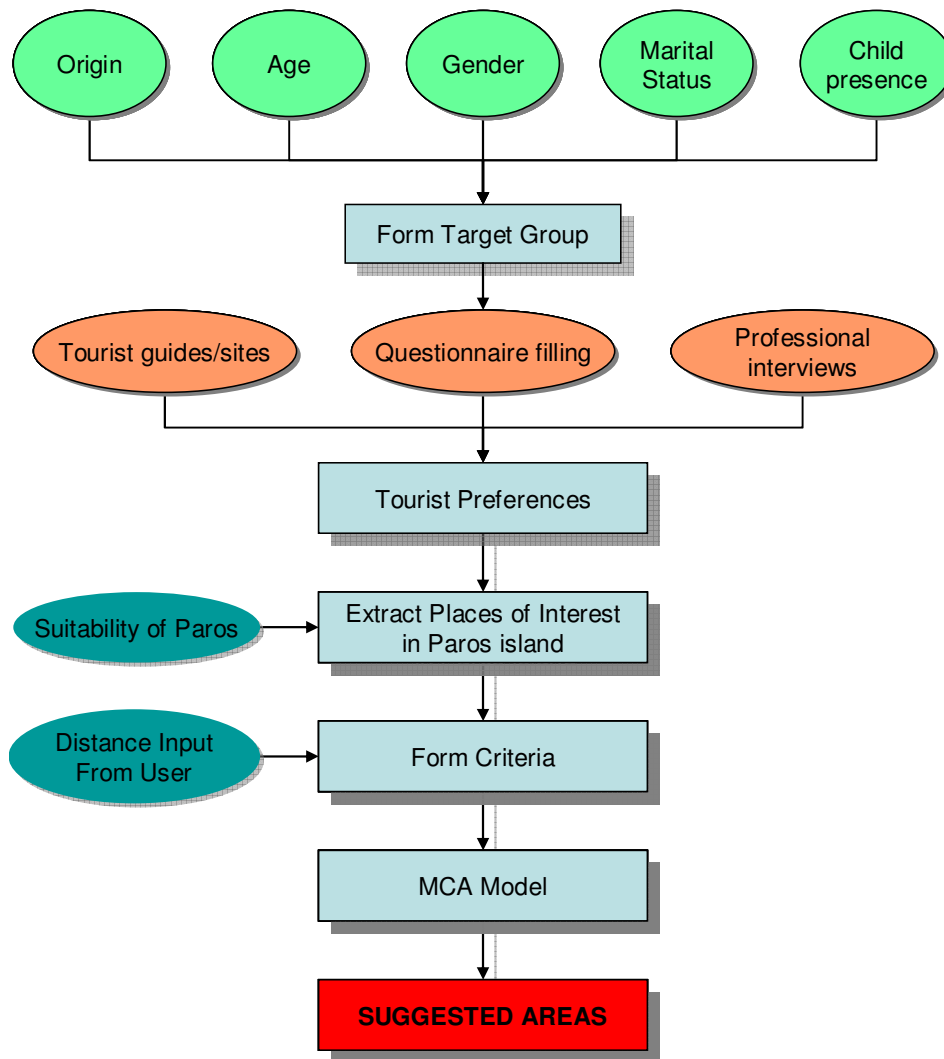 Origin
Age
Gender
Marital
Status
Child
presence
Form Target Group
Tourist guides/sites
Questionnaire filling
Professional
interviews
Tourist Preferences
Suitability of Paros
Extract Places of Interest
in Paros island
Distance Input
From User
Form Criteria
MCA Model
SUGGESTED AREAS